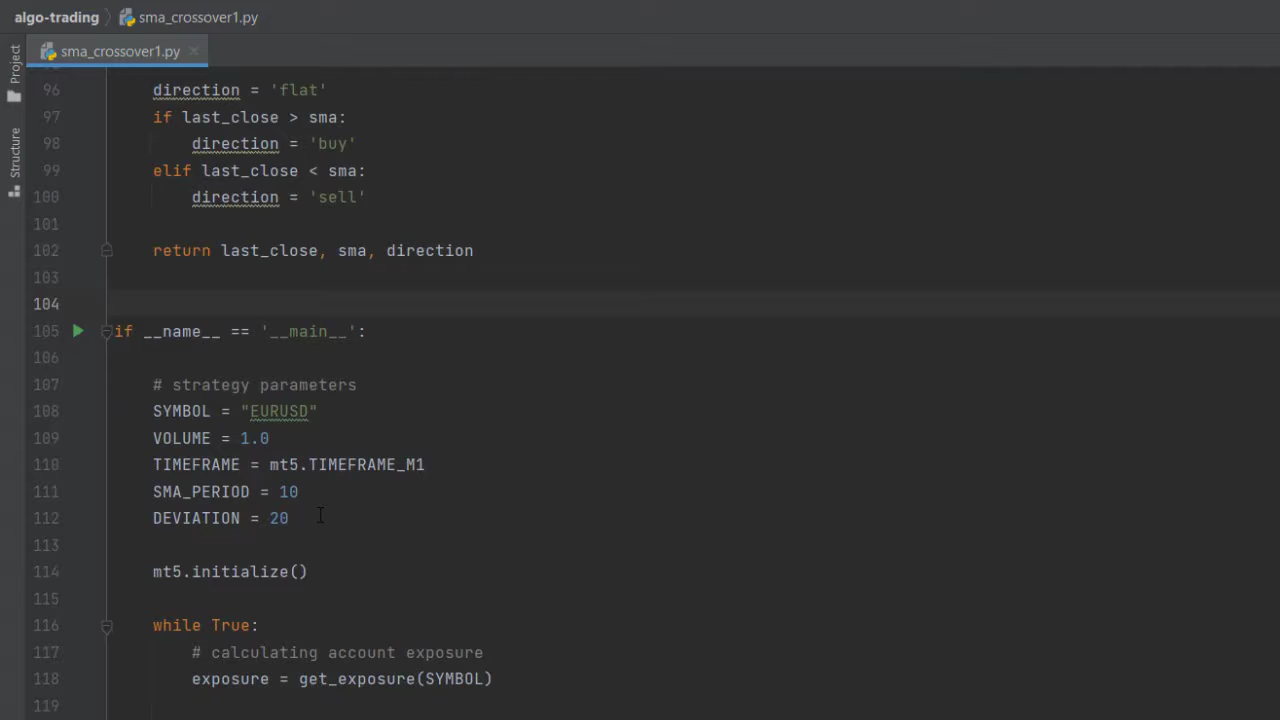 algo-trading sma_crossover1.py
sma_crossover1.py
Project
Structure
96 direction = 'flat'
97 if last_close > sma:
98 direction = 'buy'
99 elif last_close < sma:
100 direction = 'sell'
101
102 return last_close, sma, direction
103
104
105 if __name__ == '__main__':
106
107 # strategy parameters
108 SYMBOL = "EURUSD"
109 VOLUME = 1.0
110 TIMEFRAME = mt5.TIMEFRAME_M1
111 SMA_PERIOD = 10
112 DEVIATION = 20
113
114 mt5.initialize()
115
116 while True:
117 # calculating account exposure
118 exposure = get_exposure(SYMBOL)
119